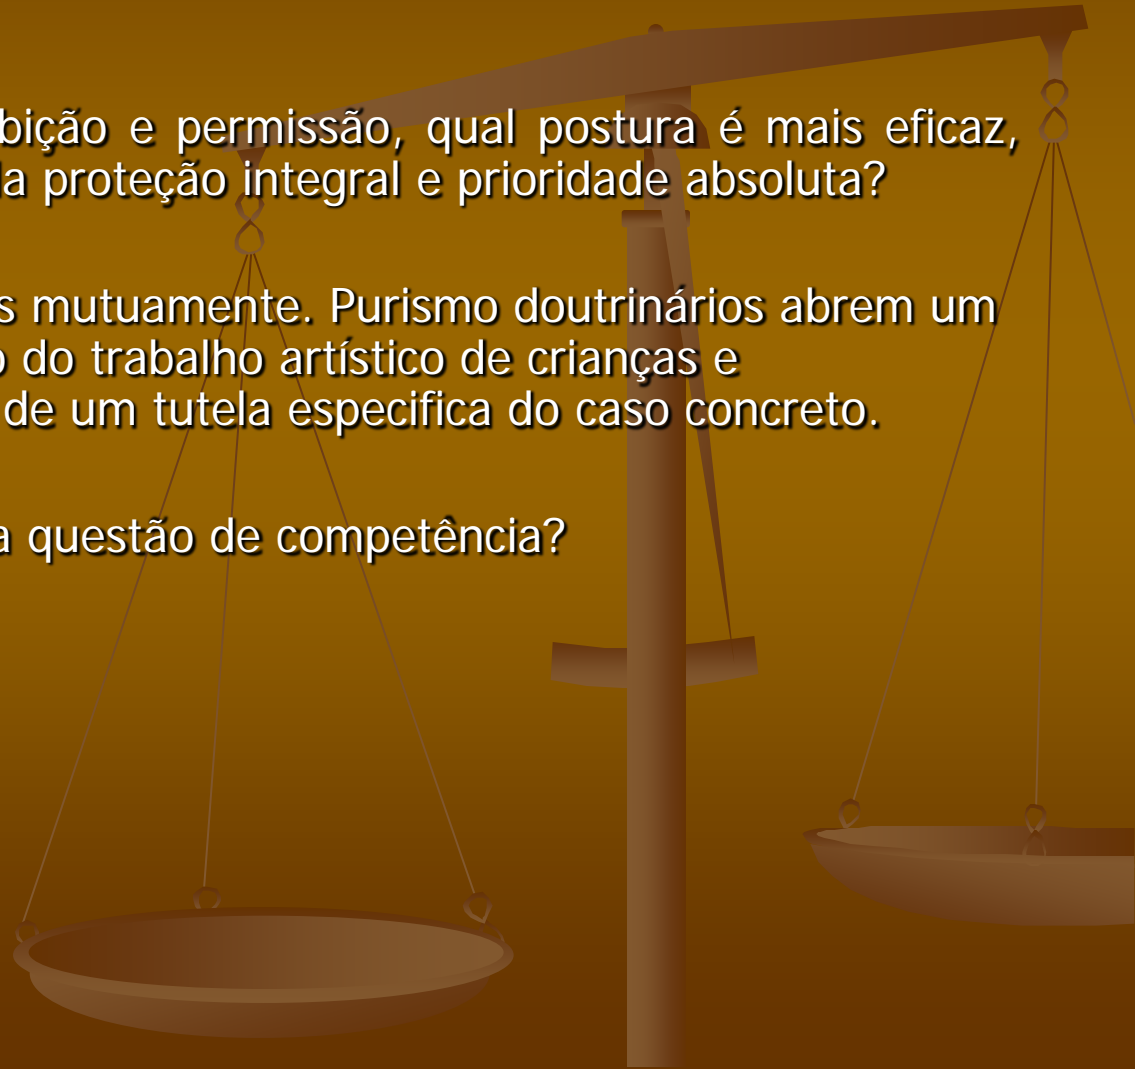 bição e permissão, qual postura é mais eficaz,
la proteção integral e prioridade absoluta?
s mutuamente. Purismo doutrinários abrem um
o do trabalho artístico de crianças e
de um tutela especifica do caso concreto.
a questão de competência?